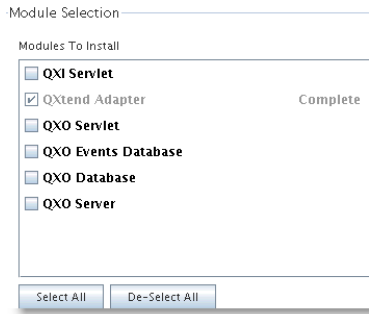 Module Selection
Modules To Install
QXI Servlet
QXtend Adapter Complete
QXO Servlet
QXO Events Database
QXO Database
QXO Server
Select All De-Select All